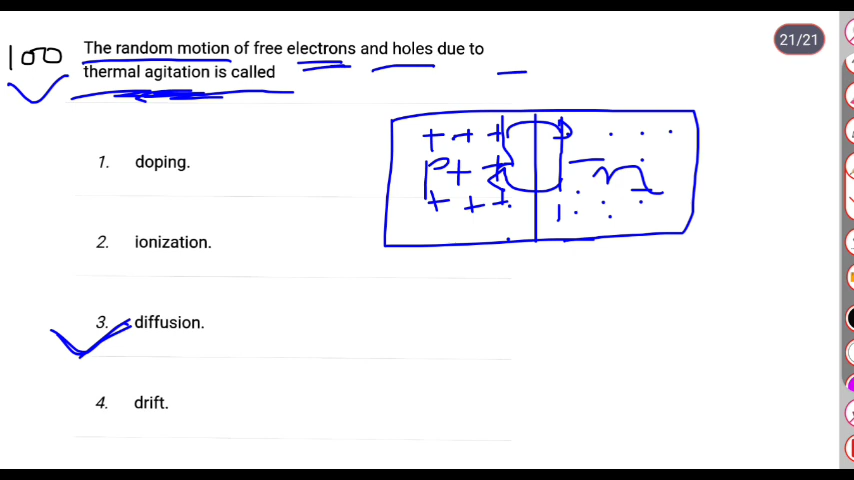 21/21
100 The random motion of free electrons and holes due to
thermal agitation is called
1. doping.
2. ionization.
3. diffusion.
4. drift.
+ + +
p + +
+ + +
n